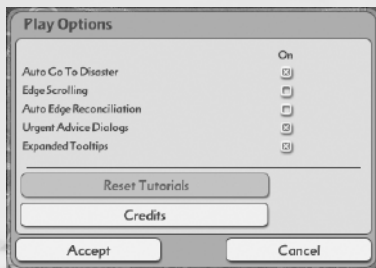 Play Options
On
Auto Go To Disaster
Edge Scrolling
Auto Edge Reconciliation
Urgent Advice Dialogs
Expanded Tooltips
Reset Tutorials
Credits
Accept
Cancel